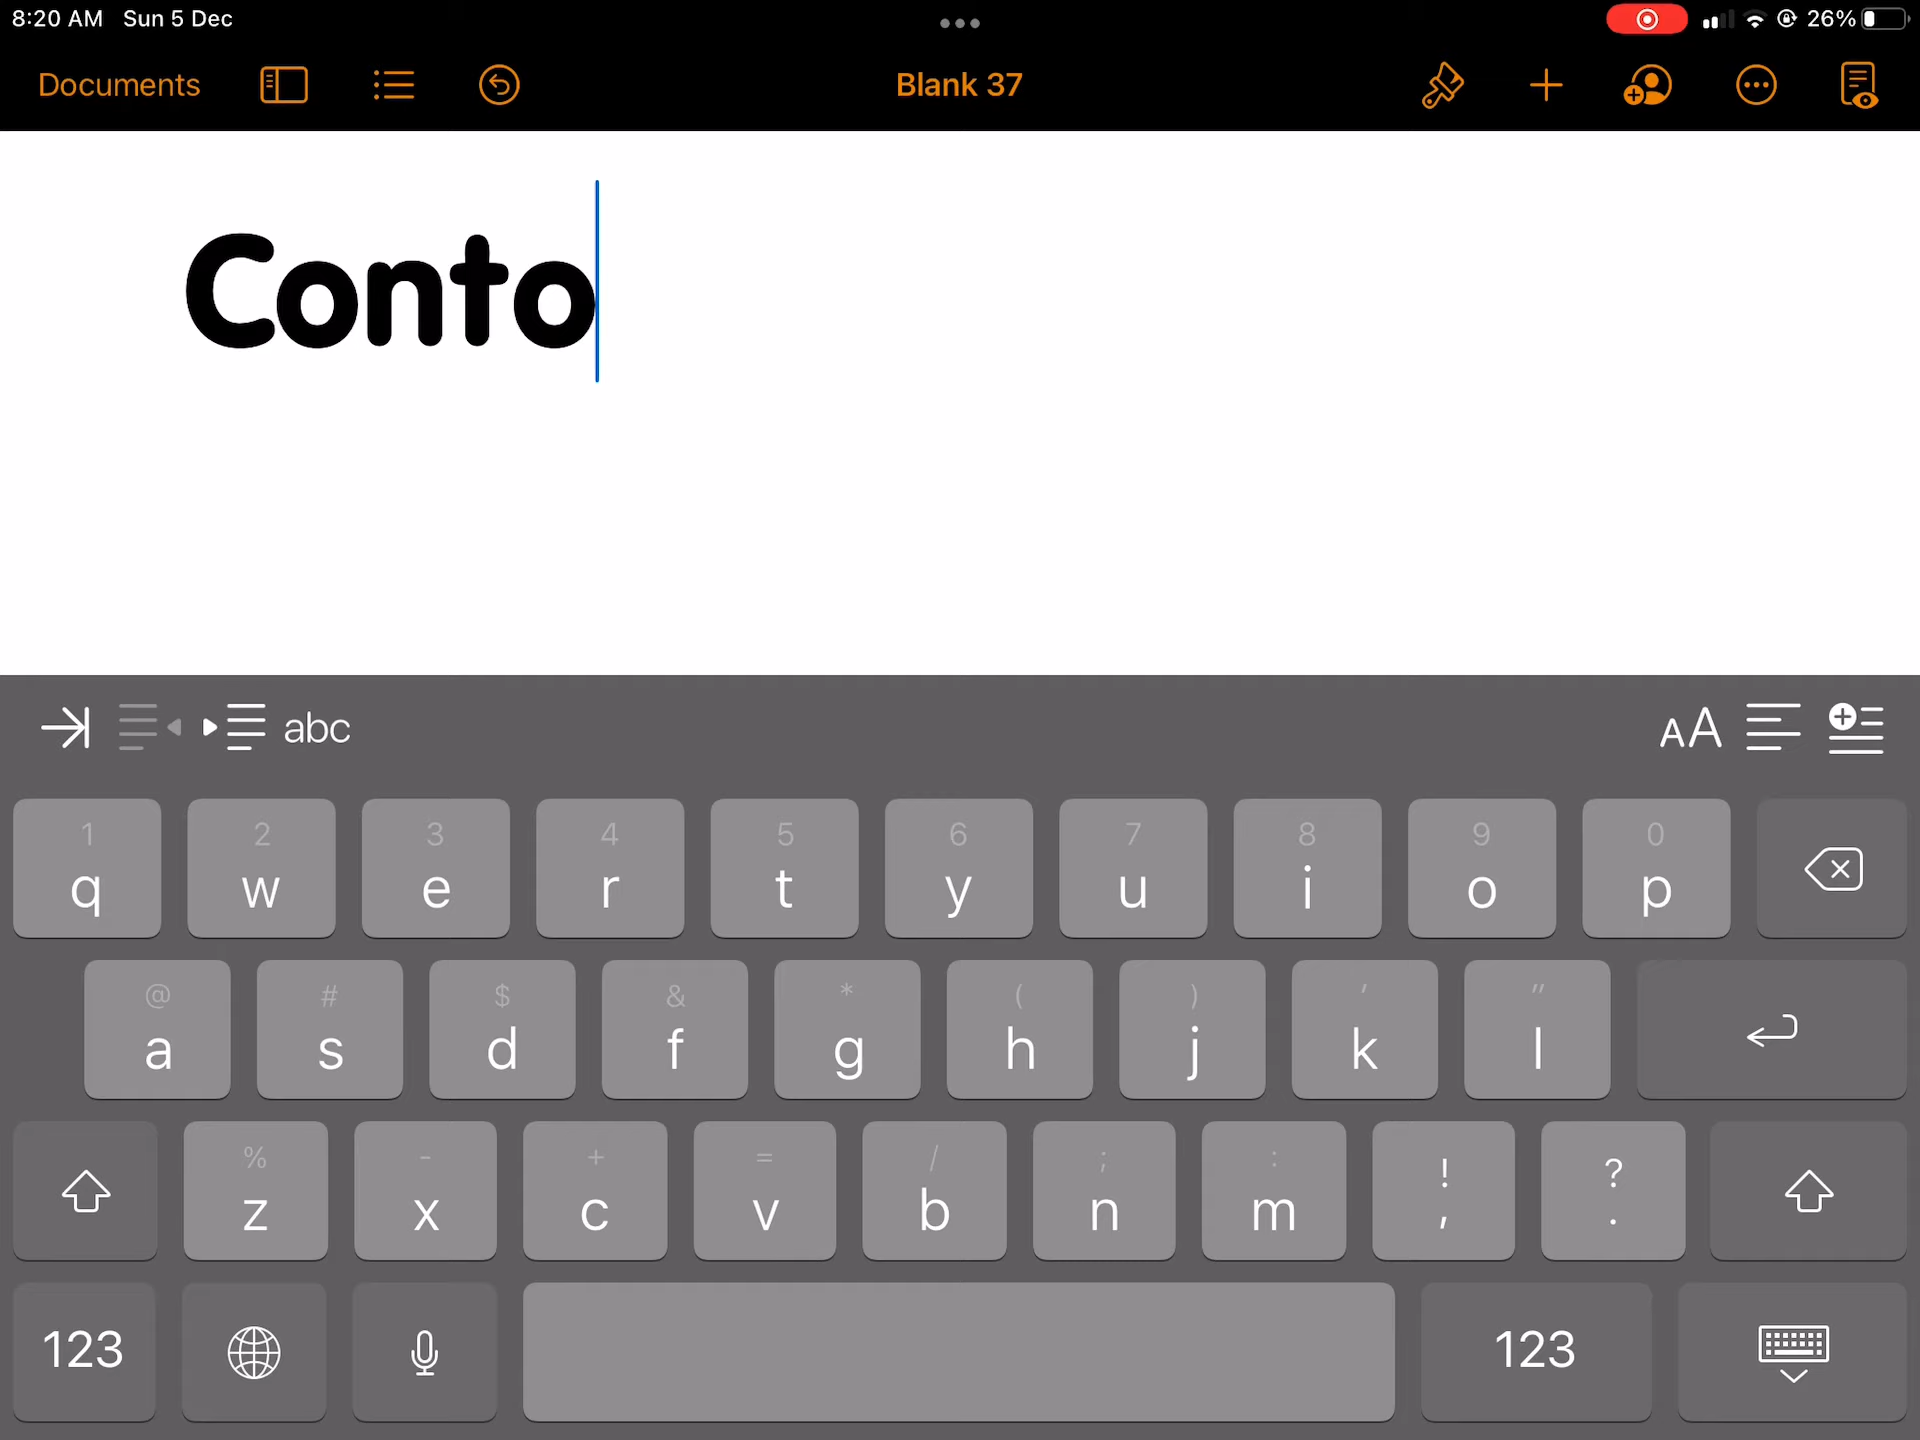 8:20 AM Sun 5 Dec 26%
Documents Blank 37
Conto
abc AA
1 2 3 4 5 6 7 8 9 0
q w e r t y u i o p
@ # $ & * ( ) ' "
a s d f g h j k l
% - + = / ; : ! ?
z x c v b n m , .
123 123